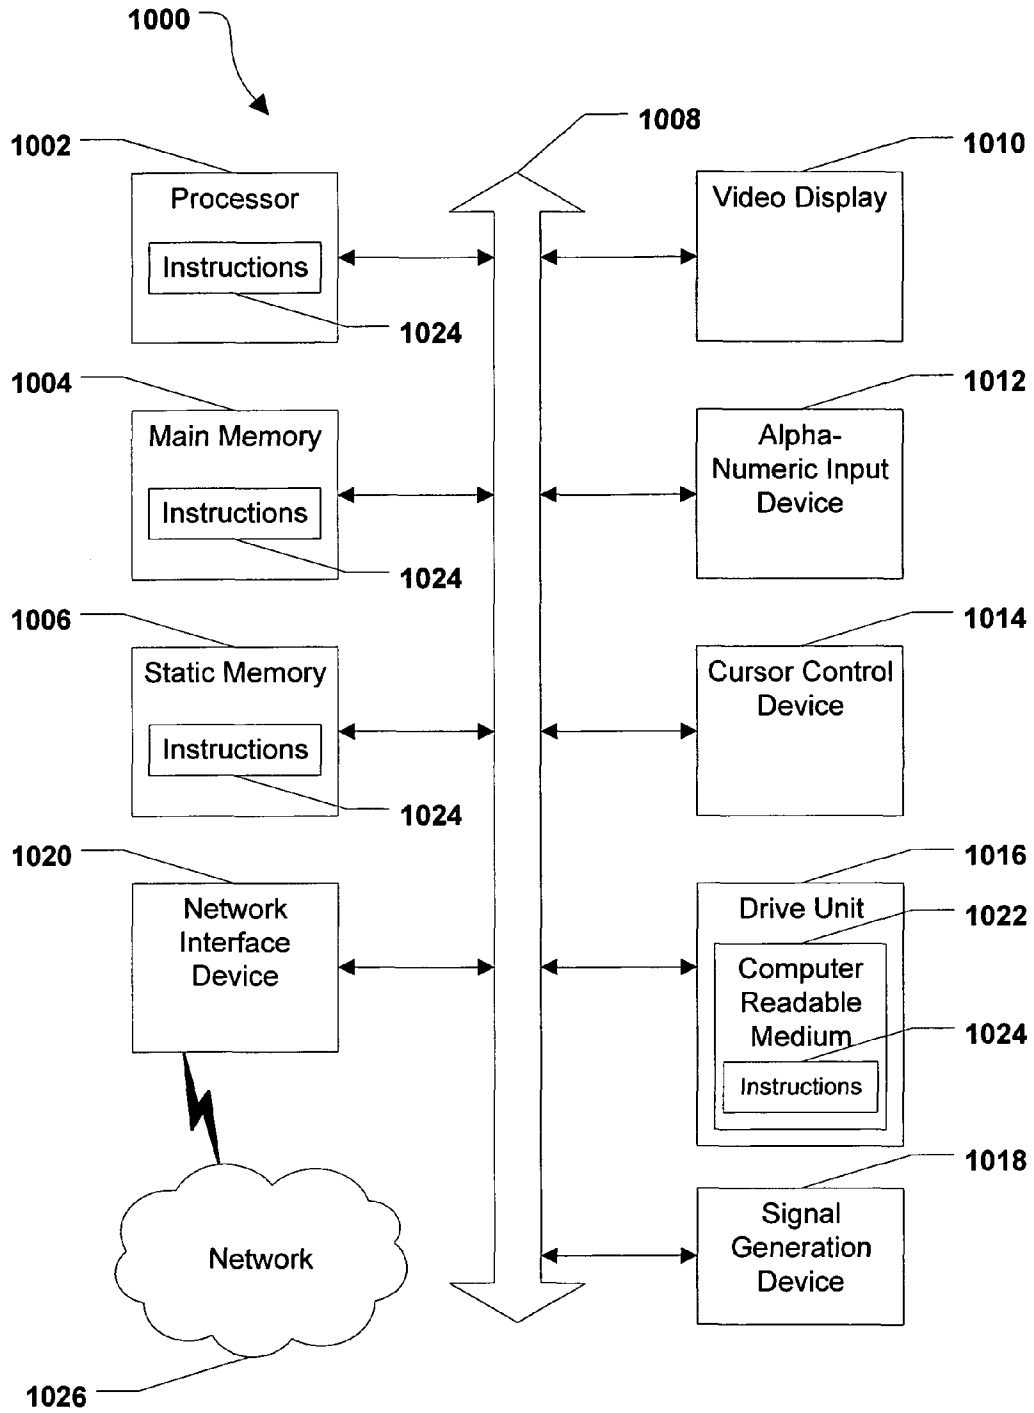 1000
1008
1002
Processor
Instructions
1024
1010
Video Display
1004
Main Memory
Instructions
1024
1012
Alpha-
Numeric Input
Device
1006
Static Memory
Instructions
1024
1014
Cursor Control
Device
1020
Network
Interface
Device
1016
Drive Unit
1022
Computer
Readable
Medium
1024
Instructions
Network
1026
1018
Signal
Generation
Device